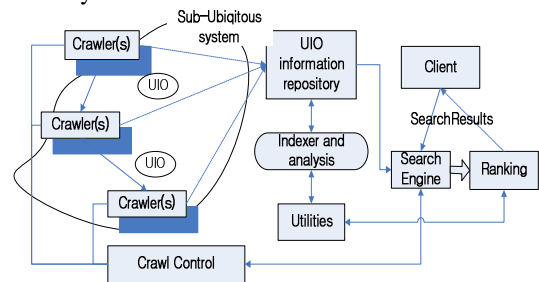 Sub-Ubiqitous
system
Crawler(s)
UIO
UIO
information
repository
Client
Crawler(s)
SearchResults
UIO
Indexer and
analysis
Search
Engine
Ranking
Crawler(s)
Utilities
Crawl Control